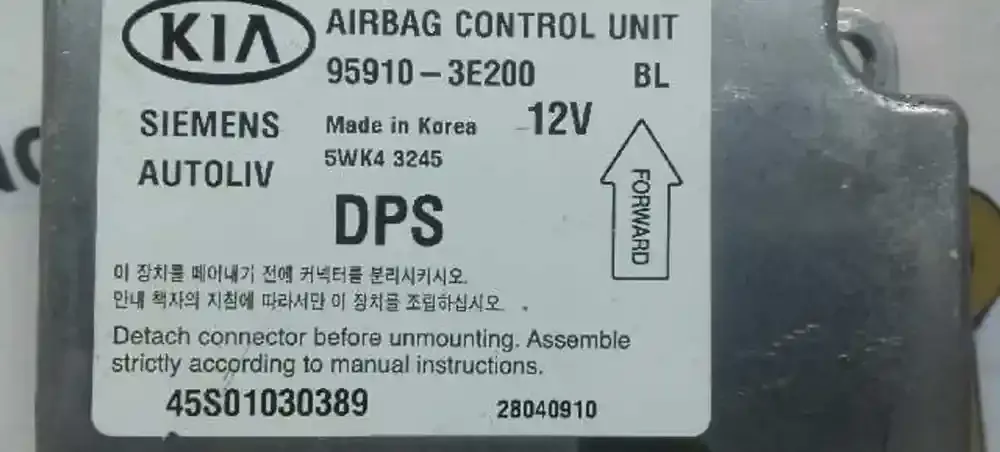 KIA
AIRBAG CONTROL UNIT
95910-3E200 BL
SIEMENS
AUTOLIV
Made in Korea 12V
5WK4 3245
DPS
FORWARD
이 장치를 떼어내기 전에 커넥터를 분리시키시오.
안내 책자의 지침에 따라서만 이 장치를 조립하십시오.
Detach connector before unmounting. Assemble
strictly according to manual instructions.
45S01030389 28040910